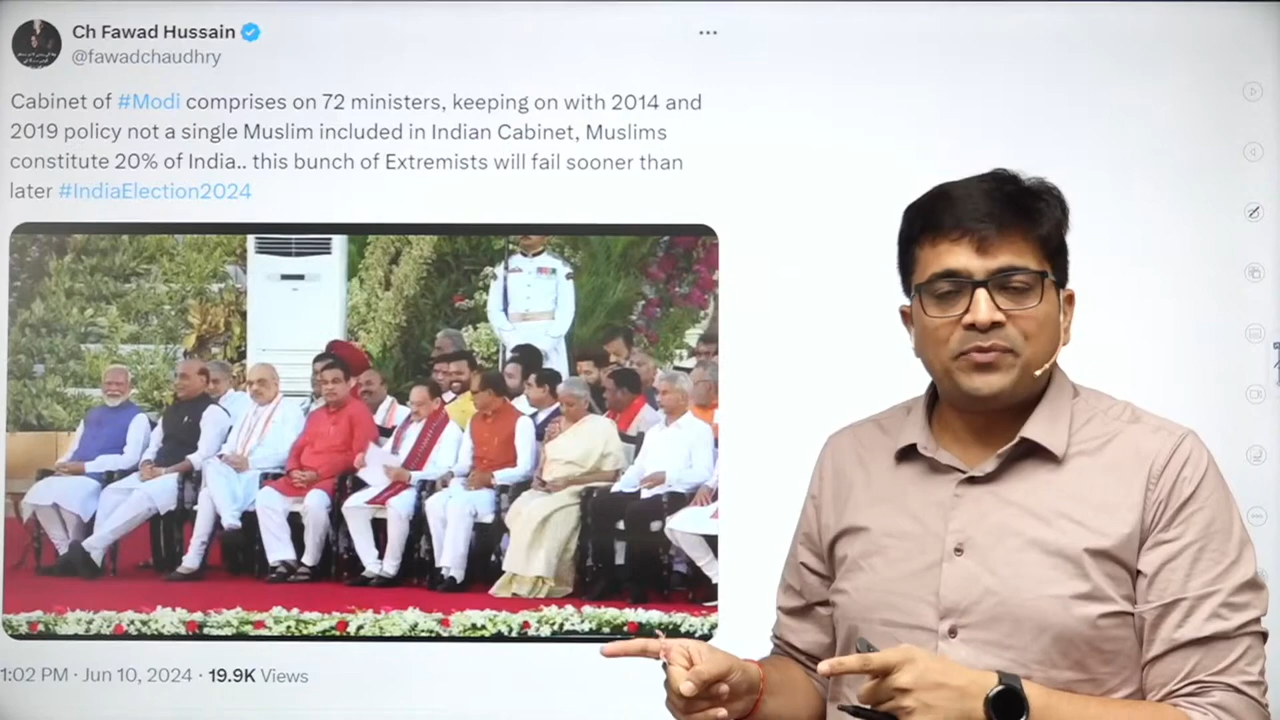 Ch Fawad Hussain
@fawadchaudhry
Cabinet of #Modi comprises on 72 ministers, keeping on with 2014 and
2019 policy not a single Muslim included in Indian Cabinet, Muslims
constitute 20% of India.. this bunch of Extremists will fail sooner than
later #IndiaElection2024
1:02 PM · Jun 10, 2024 · 19.9K Views